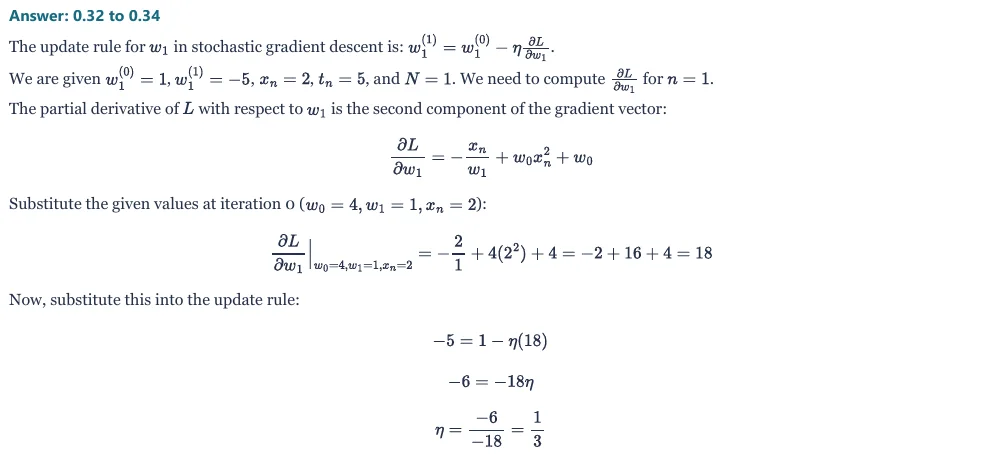 Answer: 0.32 to 0.34
The update rule for w₁ in stochastic gradient descent is: w₁⁽¹⁾ = w₁⁽⁰⁾ − η ∂L/∂w₁.
We are given w₁⁽⁰⁾ = 1, w₁⁽¹⁾ = −5, xₙ = 2, tₙ = 5, and N = 1. We need to compute ∂L/∂w₁ for n = 1.
The partial derivative of L with respect to w₁ is the second component of the gradient vector:
∂L/∂w₁ = −xₙ/w₁ + w₀xₙ² + w₀
Substitute the given values at iteration 0 (w₀ = 4, w₁ = 1, xₙ = 2):
∂L/∂w₁ |w₀=4,w₁=1,xₙ=2 = −2/1 + 4(2²) + 4 = −2 + 16 + 4 = 18
Now, substitute this into the update rule:
−5 = 1 − η(18)
−6 = −18η
η = −6/−18 = 1/3